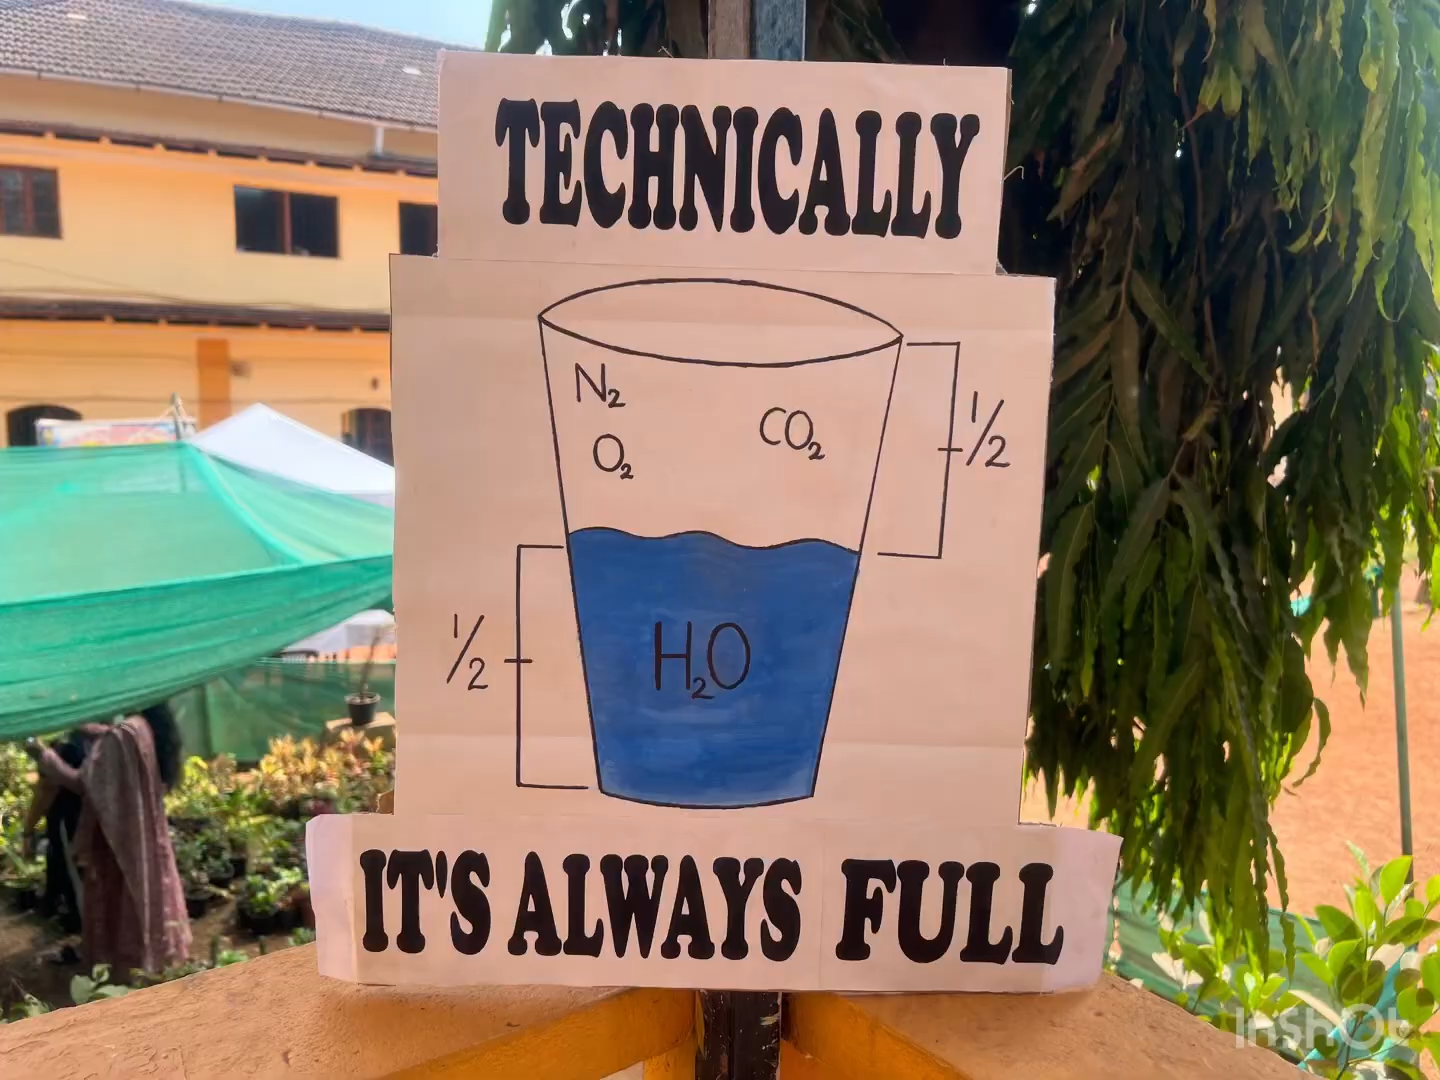 TECHNICALLY
N₂
CO₂
O₂
1/2
1/2
H₂O
IT'S ALWAYS FULL
InshOt